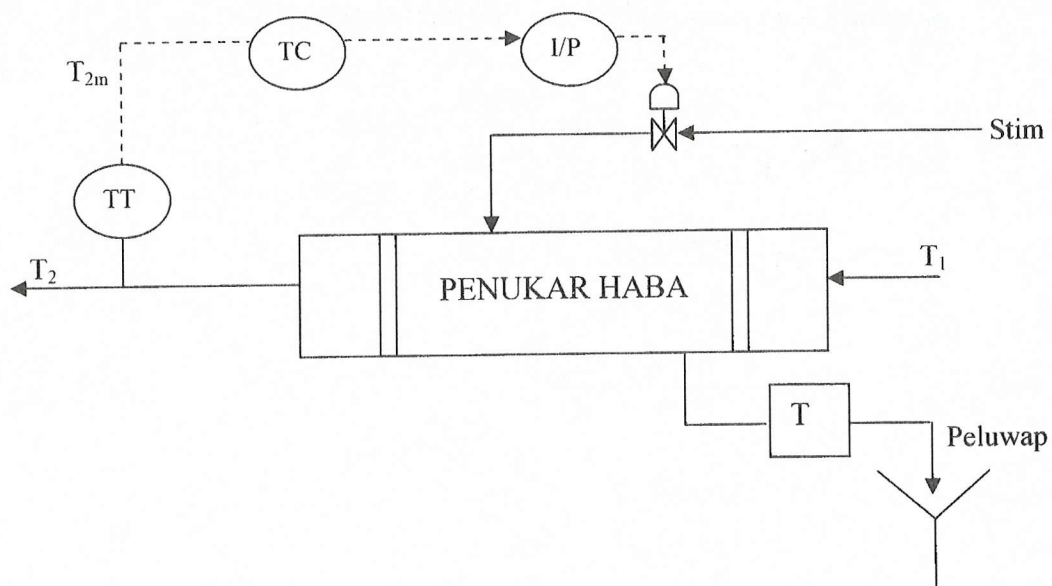 TC
I/P
T2m
Stim
TT
T2
PENUKAR HABA
T1
T
Peluwap